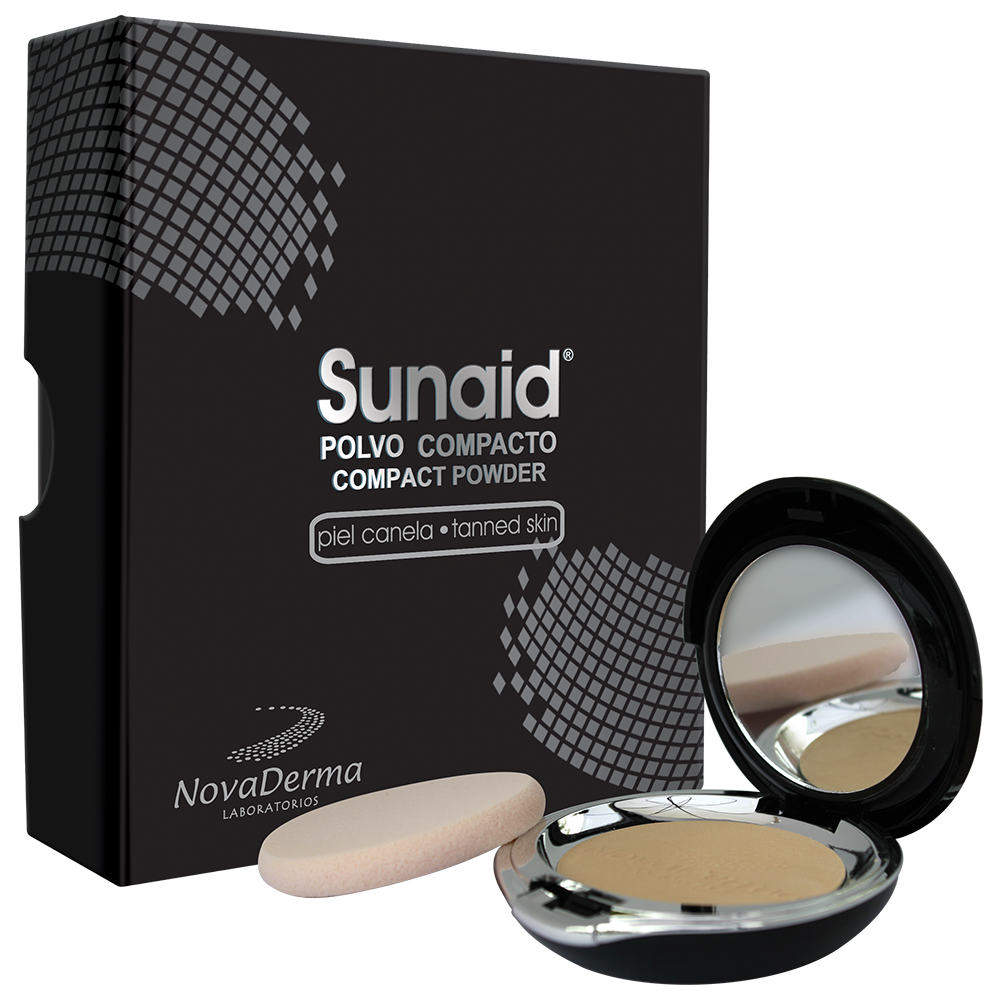 Sunaid®
POLVO COMPACTO
COMPACT POWDER
piel canela • tanned skin
NovaDerma
LABORATORIOS